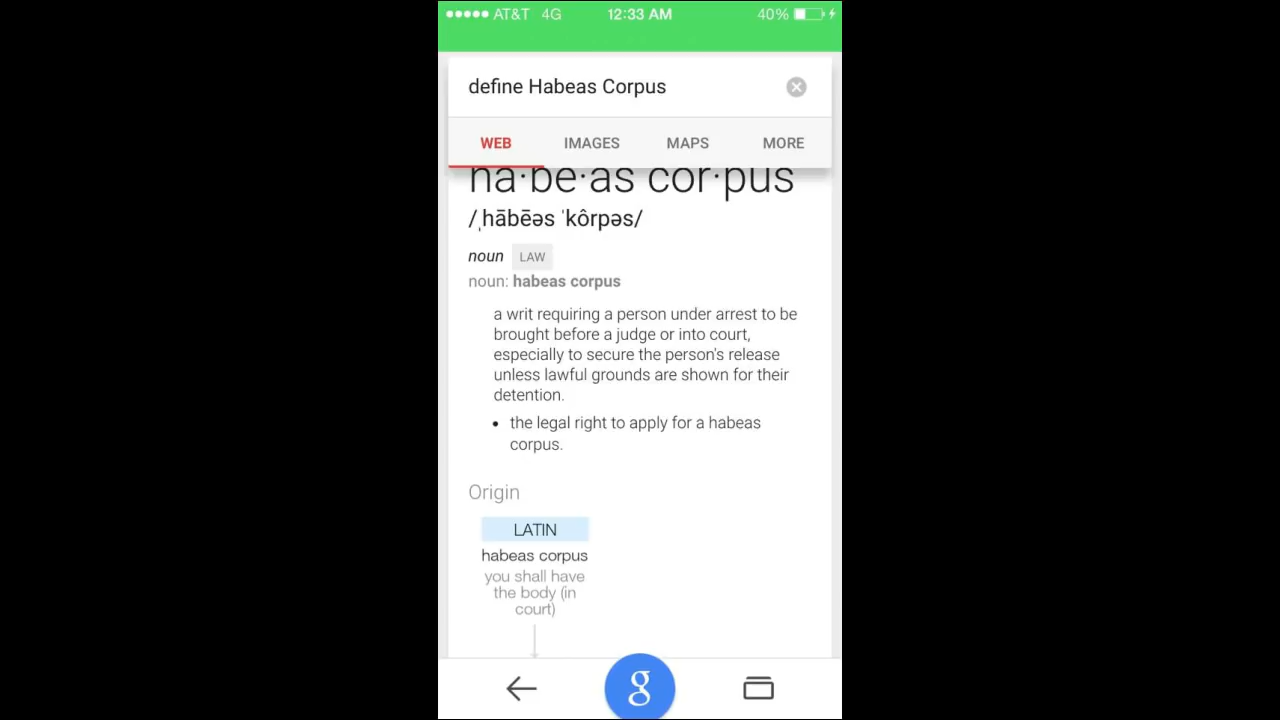 AT&T 4G 12:33 AM 40%
define Habeas Corpus
WEB IMAGES MAPS MORE
ha·be·as cor·pus
/ˌhābēəs ˈkôrpəs/
noun LAW
noun: habeas corpus
a writ requiring a person under arrest to be
brought before a judge or into court,
especially to secure the person's release
unless lawful grounds are shown for their
detention.
• the legal right to apply for a habeas
corpus.
Origin
LATIN
habeas corpus
you shall have
the body (in
court)
g